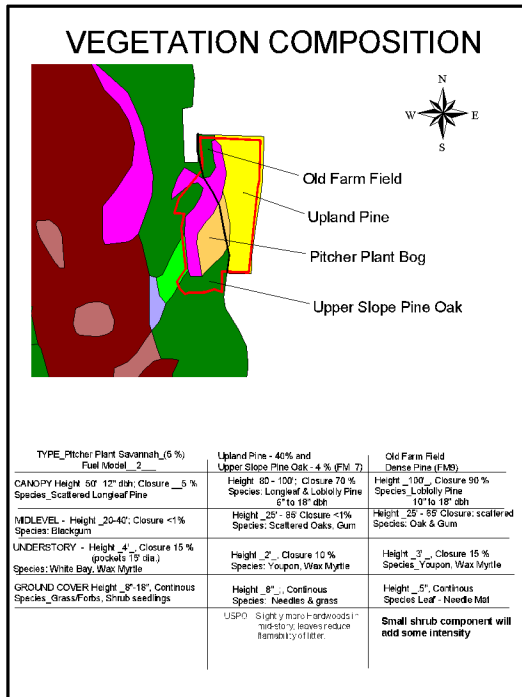 VEGETATION COMPOSITION
N
W E
S
Old Farm Field
Upland Pine
Pitcher Plant Bog
Upper Slope Pine Oak
TYPE_Pitcher Plant Savannah_(5 %)
Fuel Model__2___
Upland Pine - 40% and
Upper Slope Pine Oak - 4 % (FM 7)
Old Farm Field
Dense Pine (FM9)
CANOPY Height 50' 12" dbh; Closure __5 %
Species_Scattered Longleaf Pine
Height 80 - 100'; Closure 70 %
Species: Longleaf & Loblolly Pine
6" to 18" dbh
Height _100'_, Closure 90 %
Species_Loblolly Pine
10" to 18" dbh
MIDLEVEL - Height _20-40'; Closure <1%
Species: Blackgum
Height _25' - 85' Closure <1%
Species: Scattered Oaks, Gum
Height _25' - 85' Closure: scattered
Species: Oak & Gum
UNDERSTORY - Height _4'_, Closure 15 %
(pockets 15' dia.)
Species: White Bay, Wax Myrtle
Height _2'_, Closure 10 %
Species: Youpon, Wax Myrtle
Height _3'_, Closure 15 %
Species_Youpon, Wax Myrtle
GROUND COVER Height _8"-18", Continous
Species_Grass/Forbs, Shrub seedlings
Height _8"_;, Continous
Species: Needles & grass
Height _.5", Continous
Species Leaf - Needle Mat
USPO Slightly more Hardwoods in
mid-story; leaves reduce
flamability of litter.
Small shrub component will
add some intensity